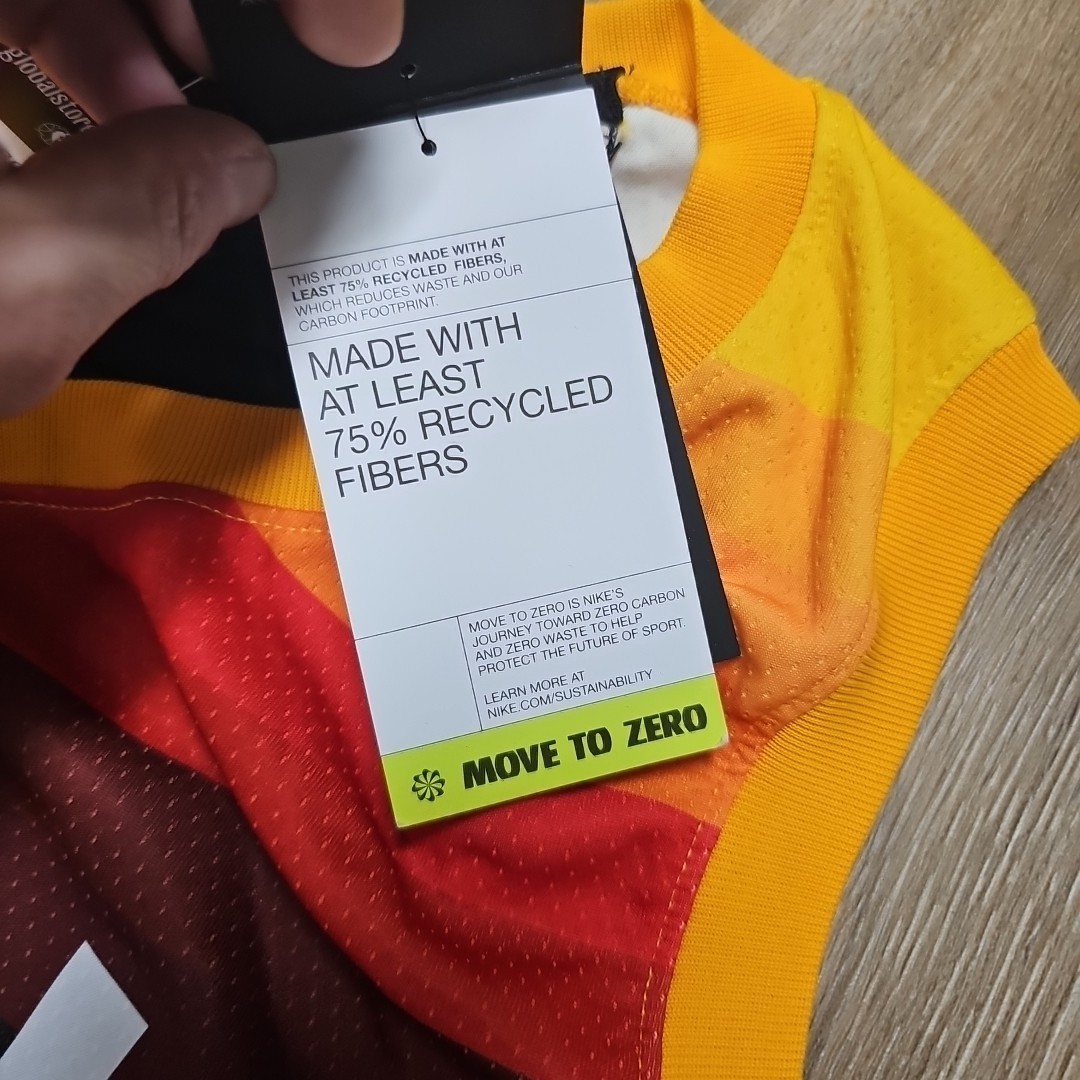 globalstor
THIS PRODUCT IS MADE WITH AT
LEAST 75% RECYCLED FIBERS,
WHICH REDUCES WASTE AND OUR
CARBON FOOTPRINT.
MADE WITH
AT LEAST
75% RECYCLED
FIBERS
MOVE TO ZERO IS NIKE'S
JOURNEY TOWARD ZERO CARBON
AND ZERO WASTE TO HELP
PROTECT THE FUTURE OF SPORT.
LEARN MORE AT
NIKE.COM/SUSTAINABILITY
MOVE TO ZERO